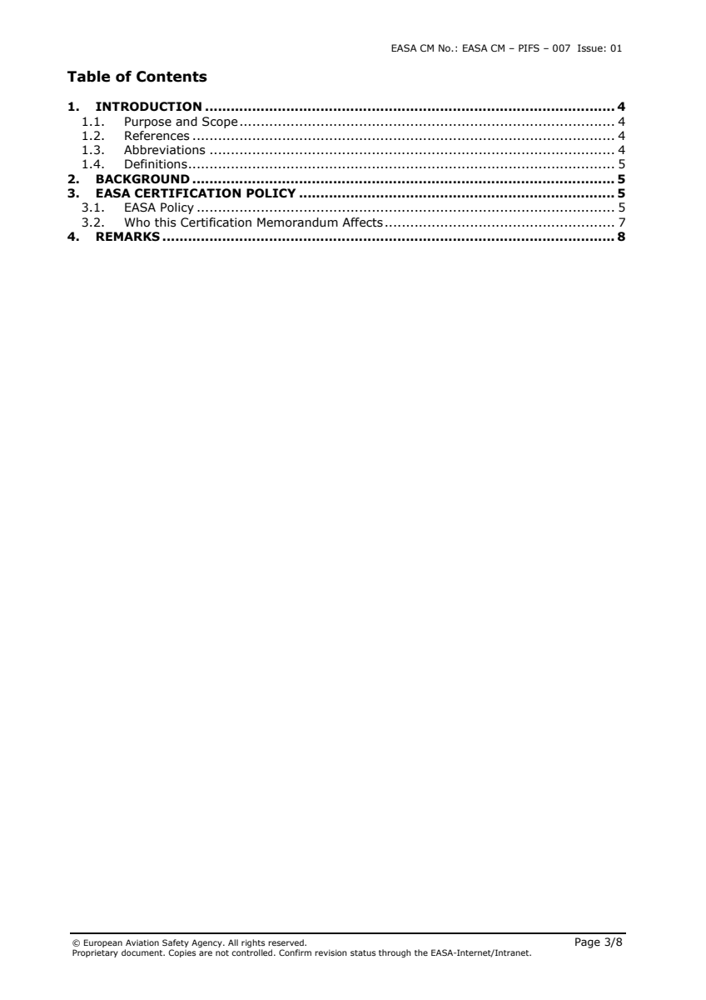 EASA CM No.: EASA CM – PIFS – 007 Issue: 01
Table of Contents
1. INTRODUCTION ................................................................................................ 4
1.1. Purpose and Scope........................................................................................ 4
1.2. References ................................................................................................... 4
1.3. Abbreviations ............................................................................................... 4
1.4. Definitions.................................................................................................... 5
2. BACKGROUND ................................................................................................... 5
3. EASA CERTIFICATION POLICY .......................................................................... 5
3.1. EASA Policy .................................................................................................. 5
3.2. Who this Certification Memorandum Affects...................................................... 7
4. REMARKS .......................................................................................................... 8
© European Aviation Safety Agency. All rights reserved. Page 3/8
Proprietary document. Copies are not controlled. Confirm revision status through the EASA-Internet/Intranet.